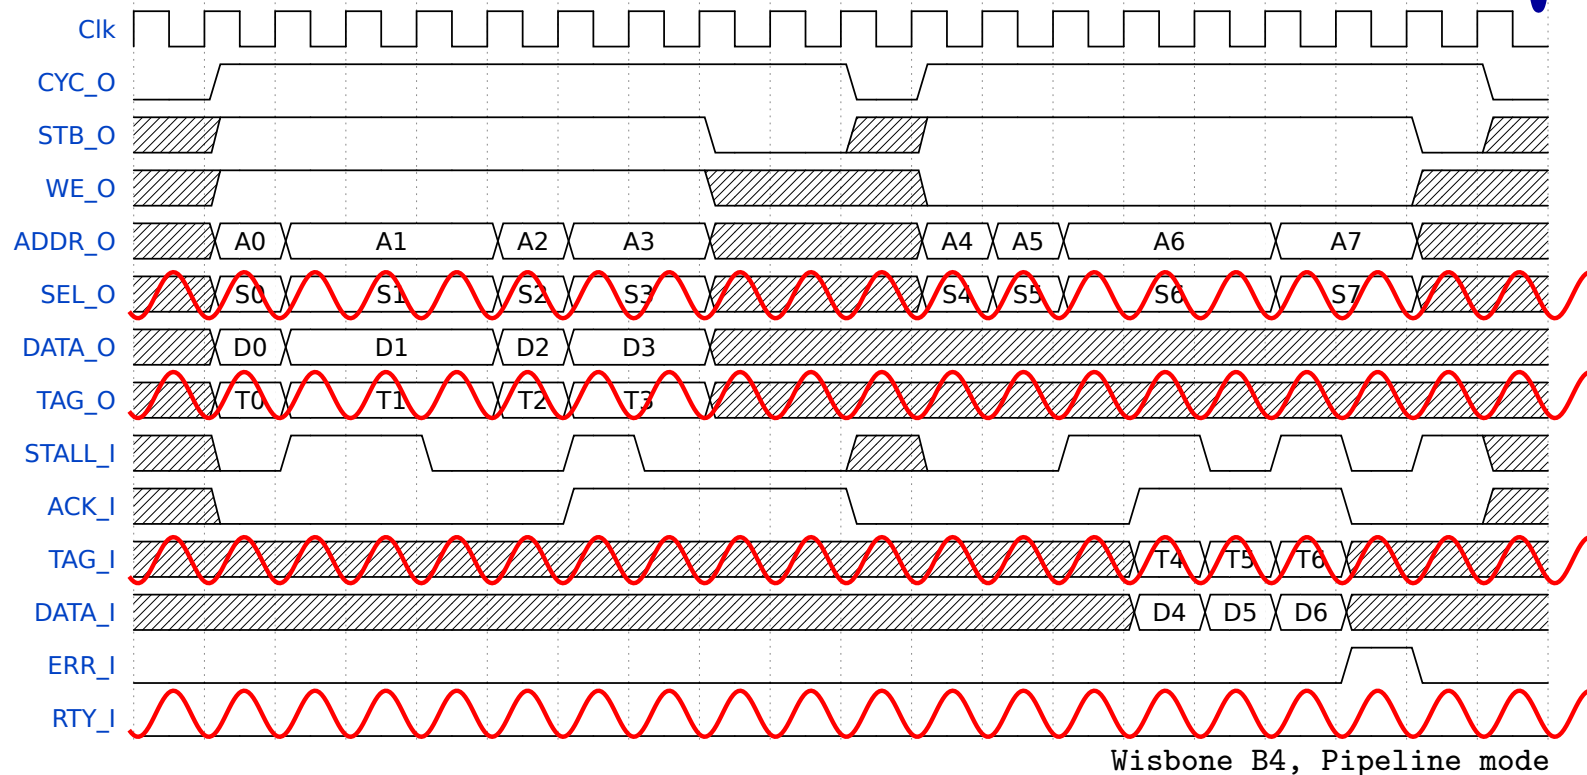 Clk
CYC_O
STB_O
WE_O
ADDR_O A0 A1 A2 A3 A4 A5 A6 A7
SEL_O S0 S1 S2 S3 S4 S5 S6 S7
DATA_O D0 D1 D2 D3
TAG_O T0 T1 T2 T3
STALL_I
ACK_I
TAG_I T4 T5 T6
DATA_I D4 D5 D6
ERR_I
RTY_I
Wisbone B4, Pipeline mode